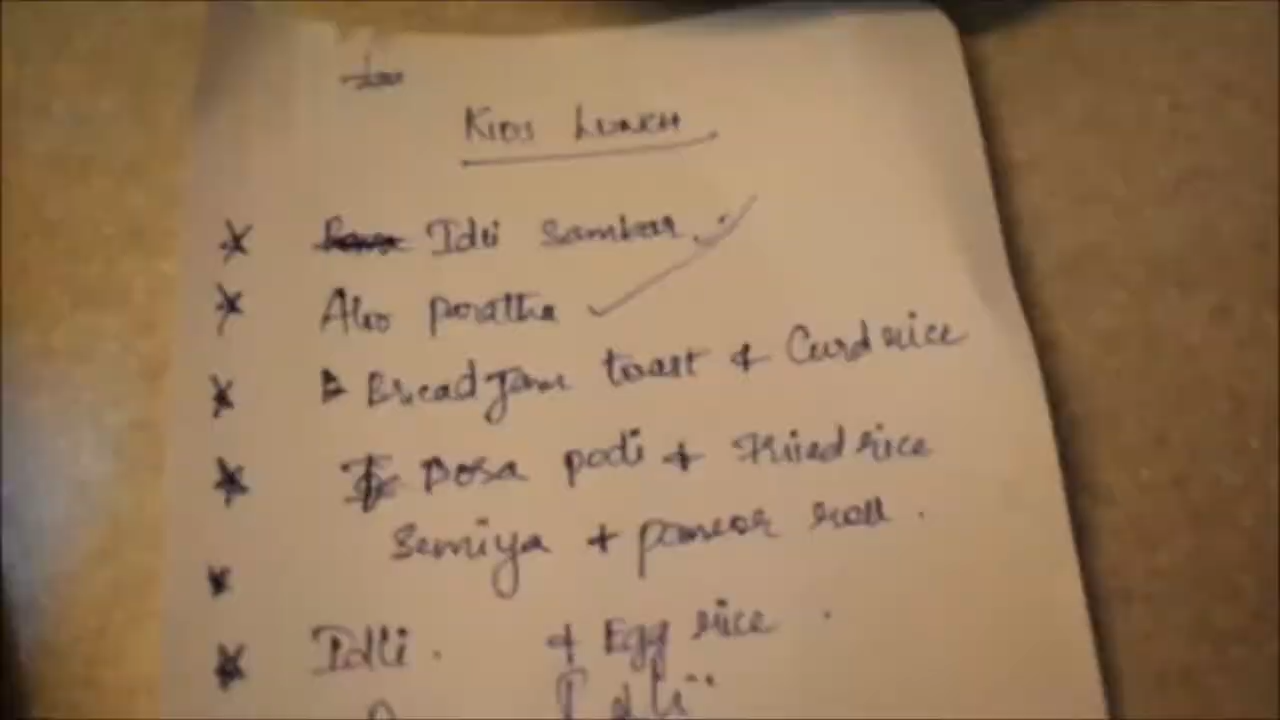 Kids Lunch
Idli Sambar.
Aloo paratha
Bread Jam toast & Curd rice
Dosa podi + Fried rice
Semiya + paneer roll.
Idli. & Egg rice.
Idli